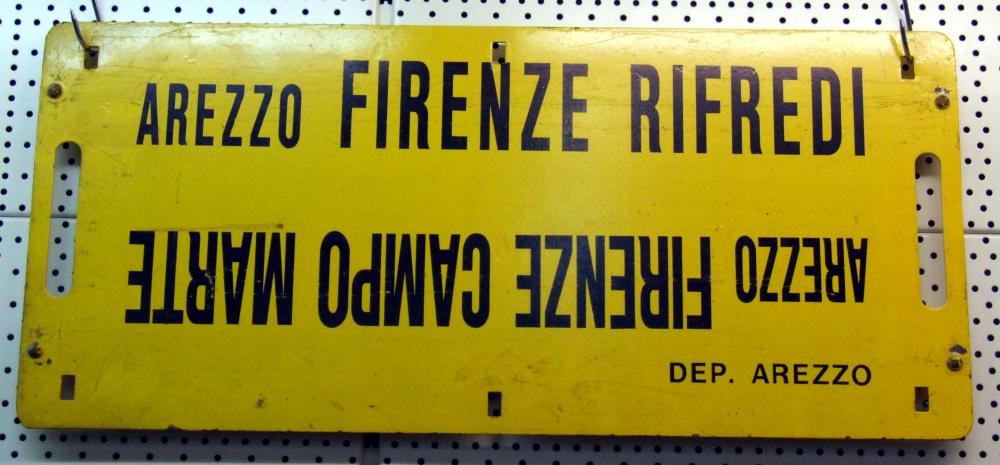 AREZZO FIRENZE RIFREDI
AREZZO FIRENZE CAMPO MARTE
DEP. AREZZO